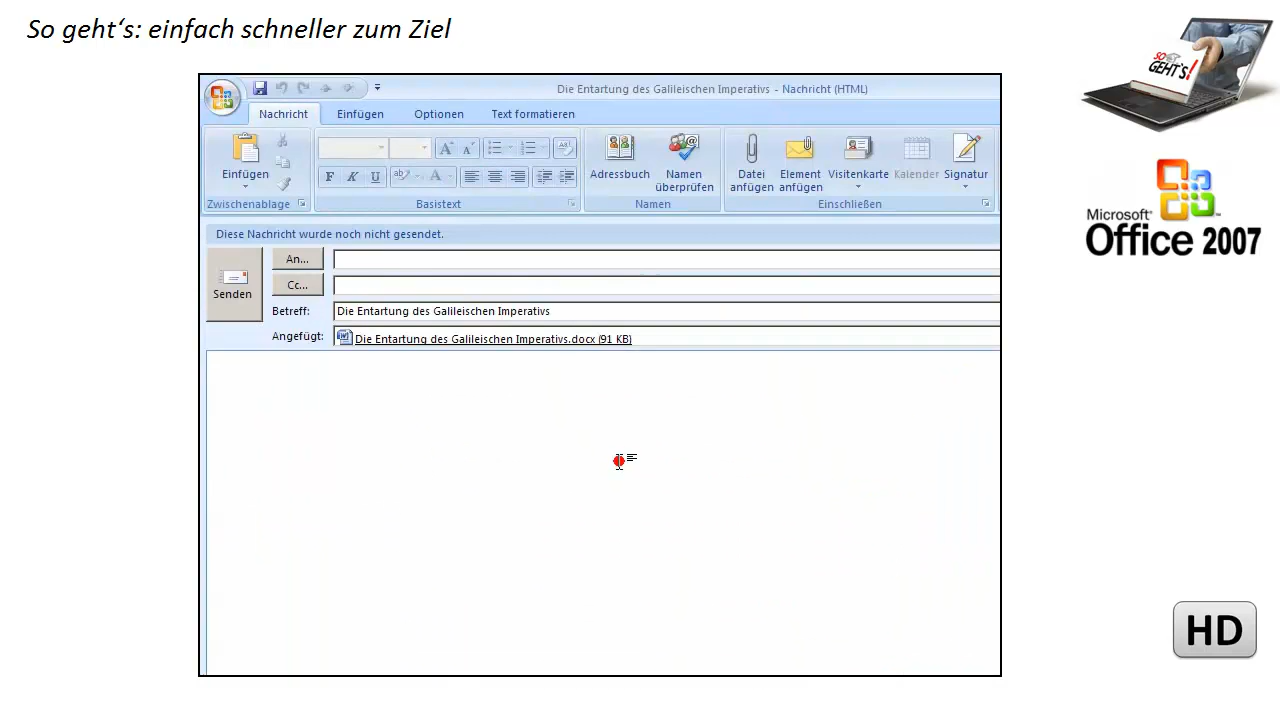 So geht‘s: einfach schneller zum Ziel
SO GEHT'S!
Die Entartung des Galileischen Imperativs - Nachricht (HTML)
Nachricht Einfügen Optionen Text formatieren
Einfügen
F K U
Adressbuch
Namen überprüfen
Datei anfügen
Element anfügen
Visitenkarte
Kalender
Signatur
Zwischenablage Basistext Namen Einschließen
Microsoft
Office 2007
Diese Nachricht wurde noch nicht gesendet.
Senden
An...
Cc...
Betreff: Die Entartung des Galileischen Imperativs
Angefügt: Die Entartung des Galileischen Imperativs.docx (91 KB)
HD